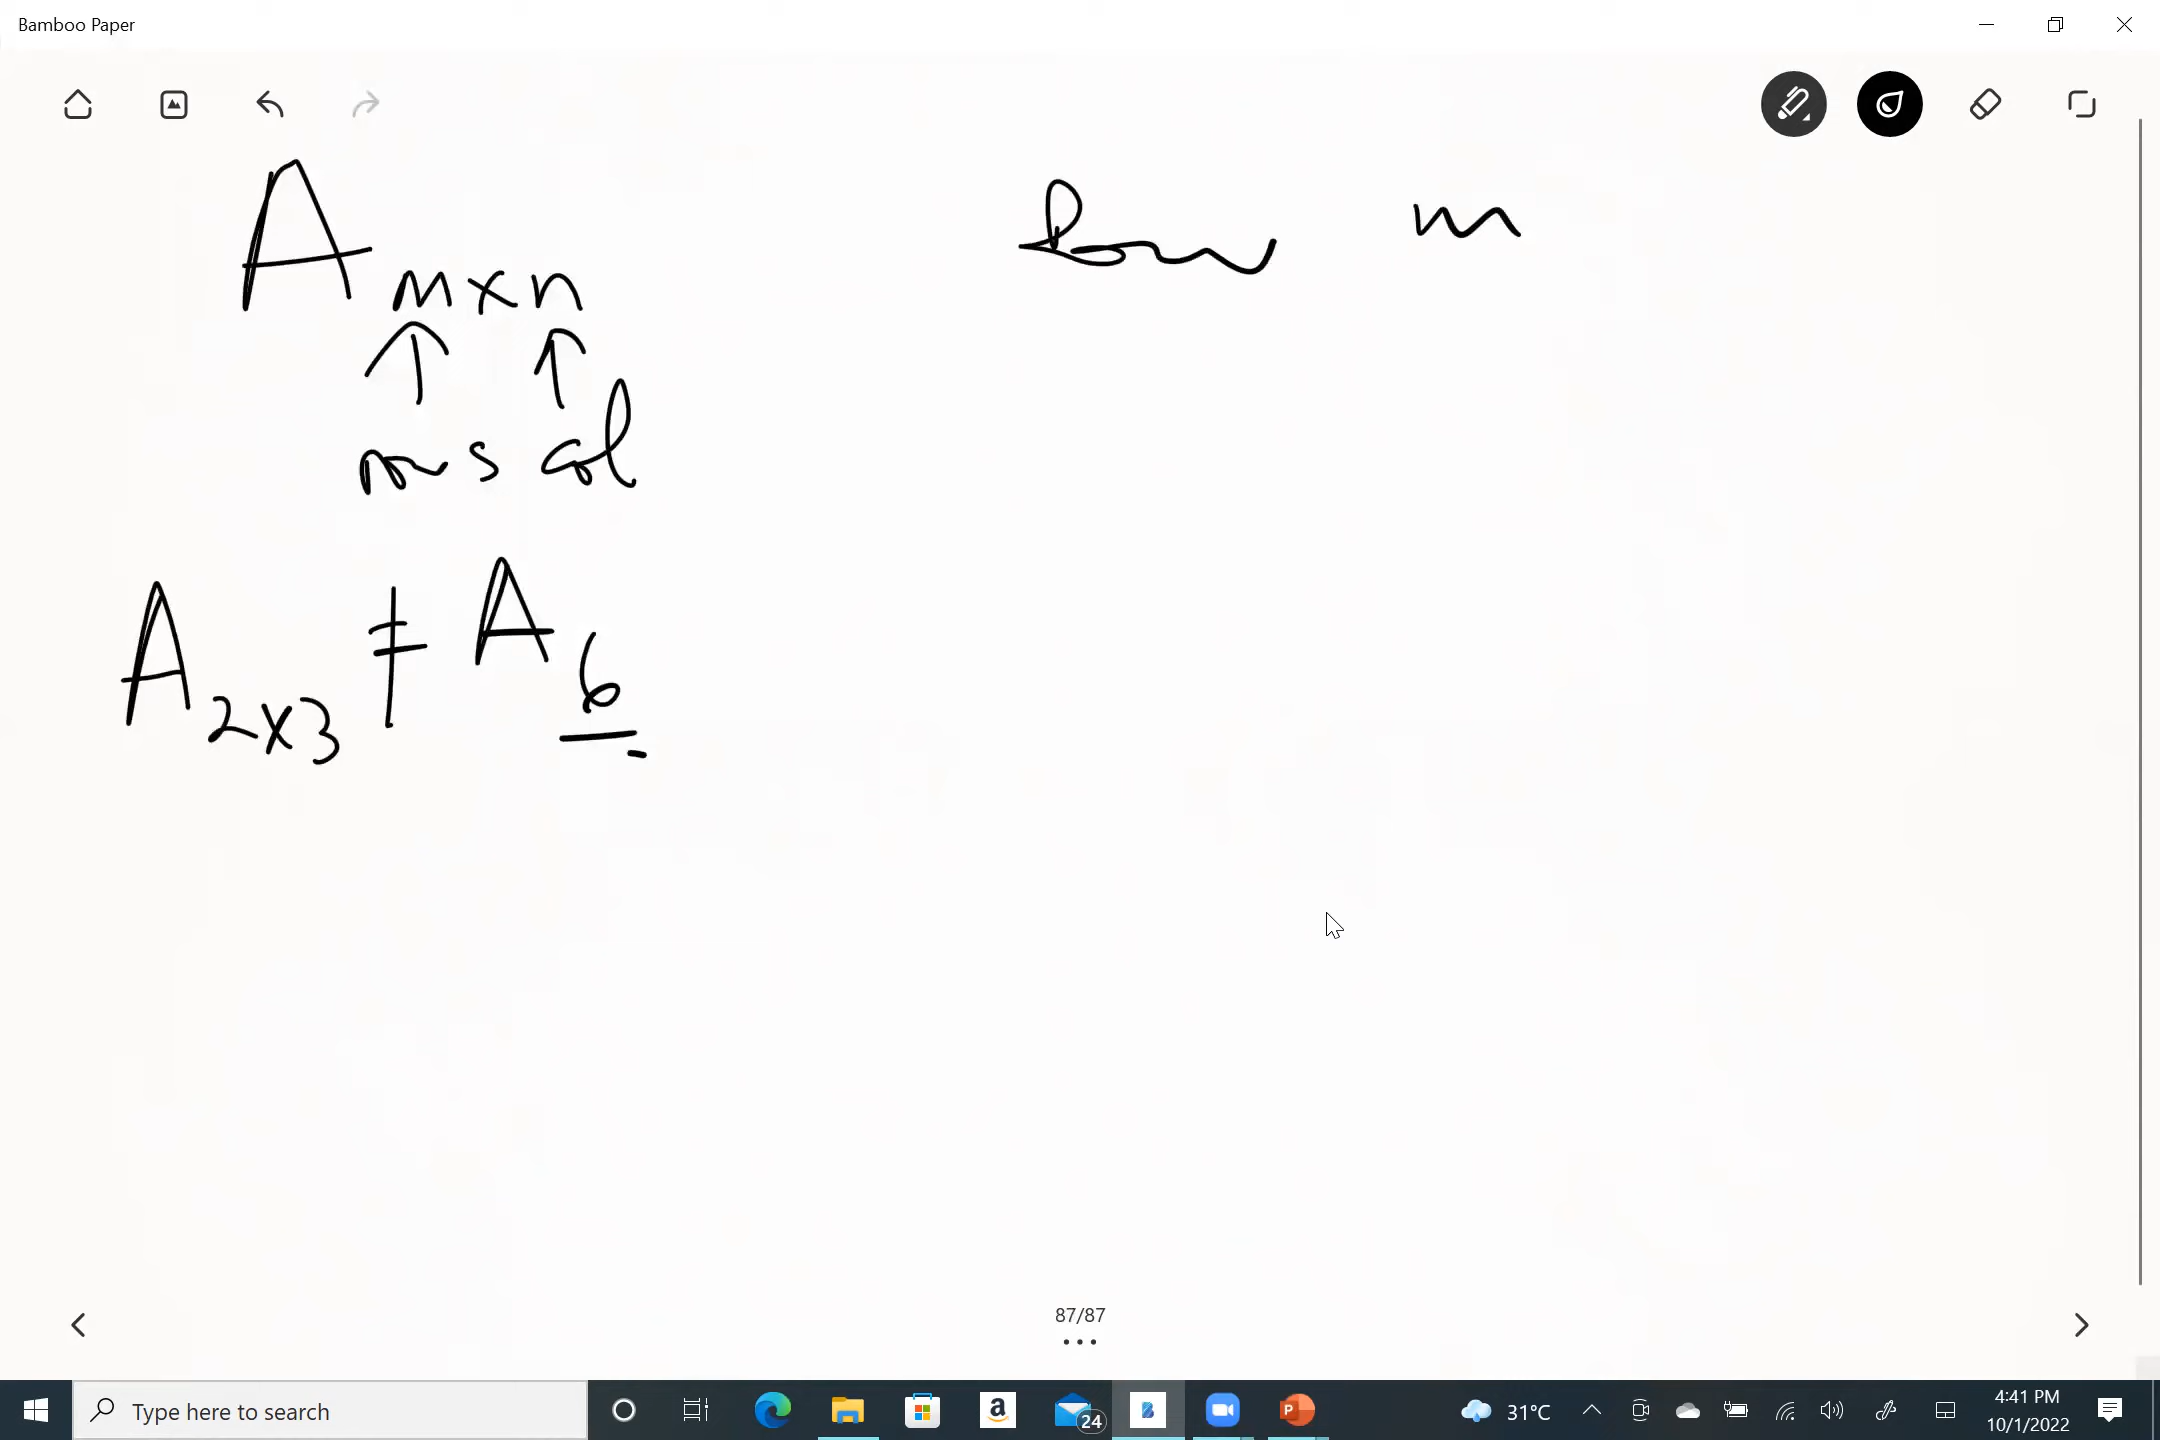 Bamboo Paper
A m×n
rows col
Row m
A 2×3 ≠ A 6
87/87
Type here to search
24
31°C
4:41 PM
10/1/2022